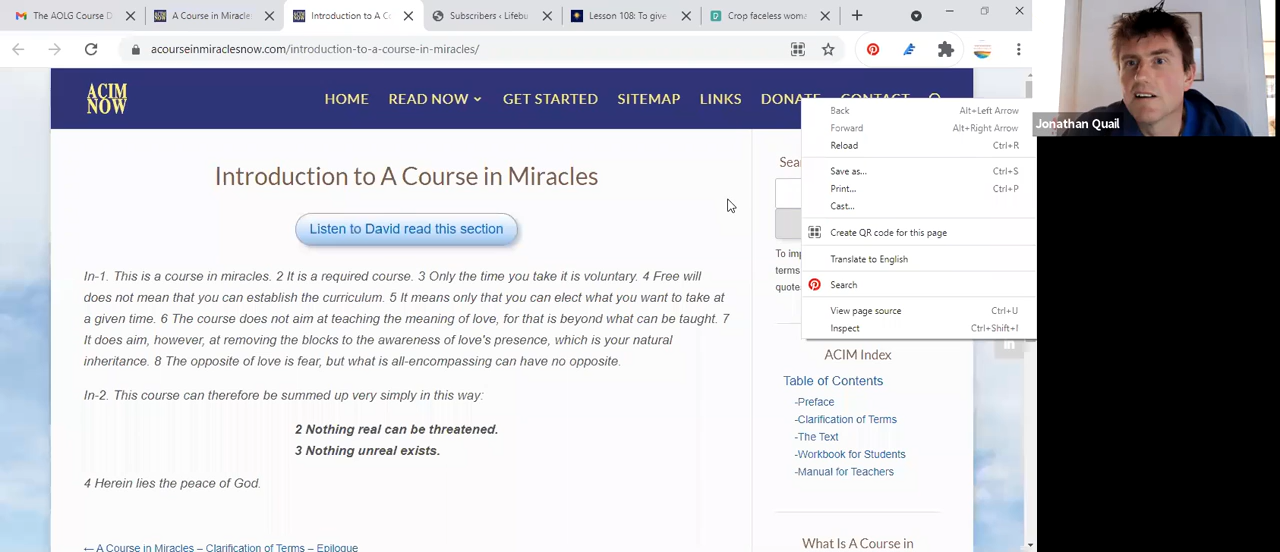 The AOLG Course D
A Course in Miracle:
Introduction to A Co
Subscribers ‹ Lifebu
Lesson 108: To give
Crop faceless woma
acourseinmiraclesnow.com/introduction-to-a-course-in-miracles/
ACIM
NOW
HOME
READ NOW
GET STARTED
SITEMAP
LINKS
DONATE
CONTACT
Jonathan Quail
Back Alt+Left Arrow
Forward Alt+Right Arrow
Reload Ctrl+R
Save as... Ctrl+S
Print... Ctrl+P
Cast...
Create QR code for this page
Translate to English
Search
View page source Ctrl+U
Inspect Ctrl+Shift+I
Introduction to A Course in Miracles
Listen to David read this section
In-1. This is a course in miracles. 2 It is a required course. 3 Only the time you take it is voluntary. 4 Free will
does not mean that you can establish the curriculum. 5 It means only that you can elect what you want to take at
a given time. 6 The course does not aim at teaching the meaning of love, for that is beyond what can be taught. 7
It does aim, however, at removing the blocks to the awareness of love's presence, which is your natural
inheritance. 8 The opposite of love is fear, but what is all-encompassing can have no opposite.
In-2. This course can therefore be summed up very simply in this way:
2 Nothing real can be threatened.
3 Nothing unreal exists.
4 Herein lies the peace of God.
← A Course in Miracles – Clarification of Terms – Epilogue
Sea
To imp
terms
quote
ACIM Index
Table of Contents
-Preface
-Clarification of Terms
-The Text
-Workbook for Students
-Manual for Teachers
What Is A Course in